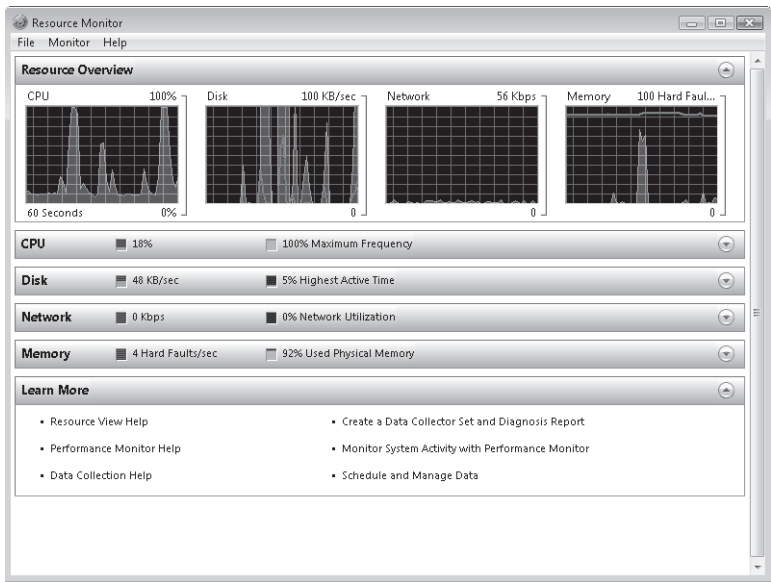 Resource Monitor
File Monitor Help
Resource Overview
CPU 100%
Disk 100 KB/sec
Network 56 Kbps
Memory 100 Hard Faul...
60 Seconds 0%
0
0
0
CPU 18% 100% Maximum Frequency
Disk 48 KB/sec 5% Highest Active Time
Network 0 Kbps 0% Network Utilization
Memory 4 Hard Faults/sec 92% Used Physical Memory
Learn More
Resource View Help
Create a Data Collector Set and Diagnosis Report
Performance Monitor Help
Monitor System Activity with Performance Monitor
Data Collection Help
Schedule and Manage Data